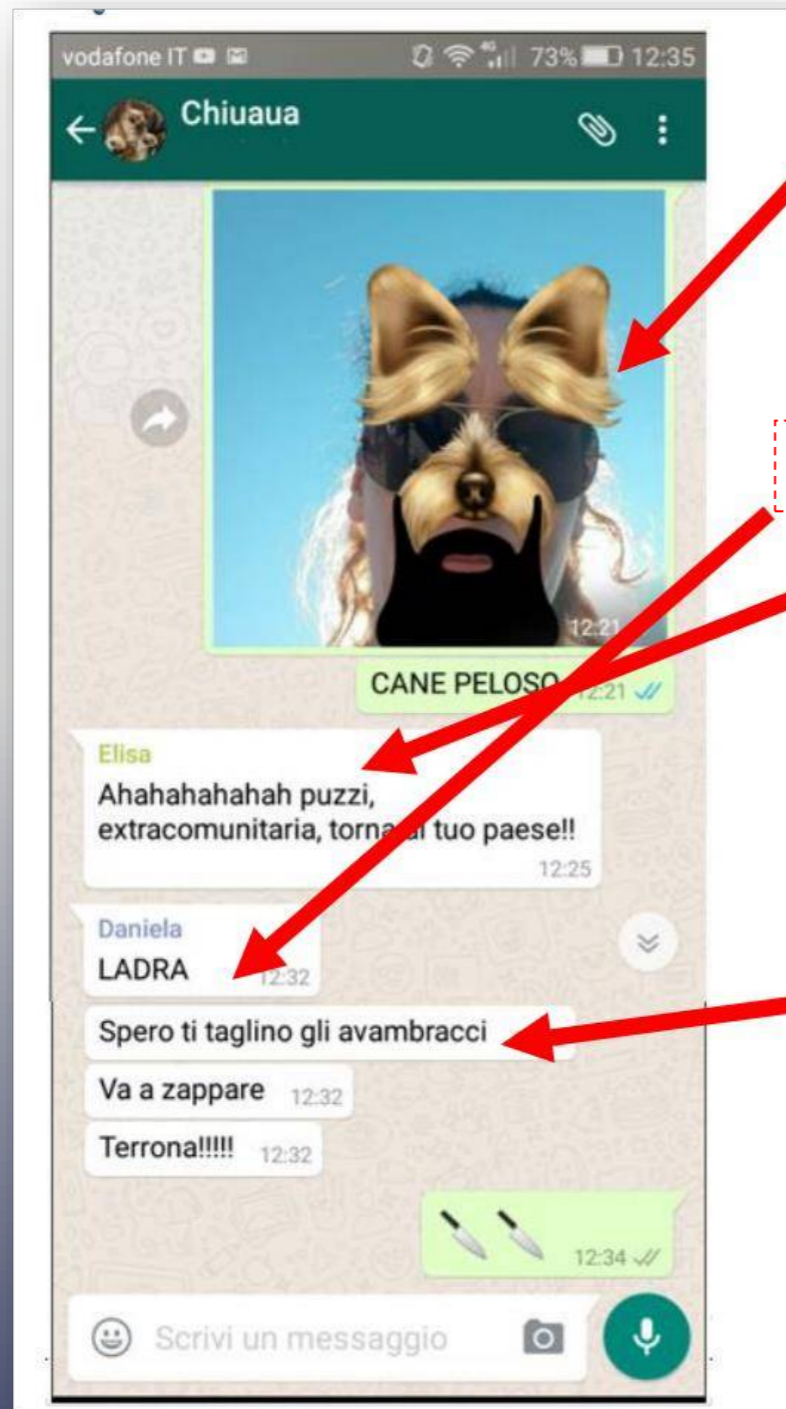 vodafone IT 4G 73% 12:35
Chiuaua
12:21
CANE PELOSO 12:21
Elisa
Ahahahahahah puzzi,
extracomunitaria, torna al tuo paese!!
12:25
Daniela
LADRA 12:32
Spero ti taglino gli avambracci
Va a zappare 12:32
Terrona!!!!! 12:32
12:34
Scrivi un messaggio